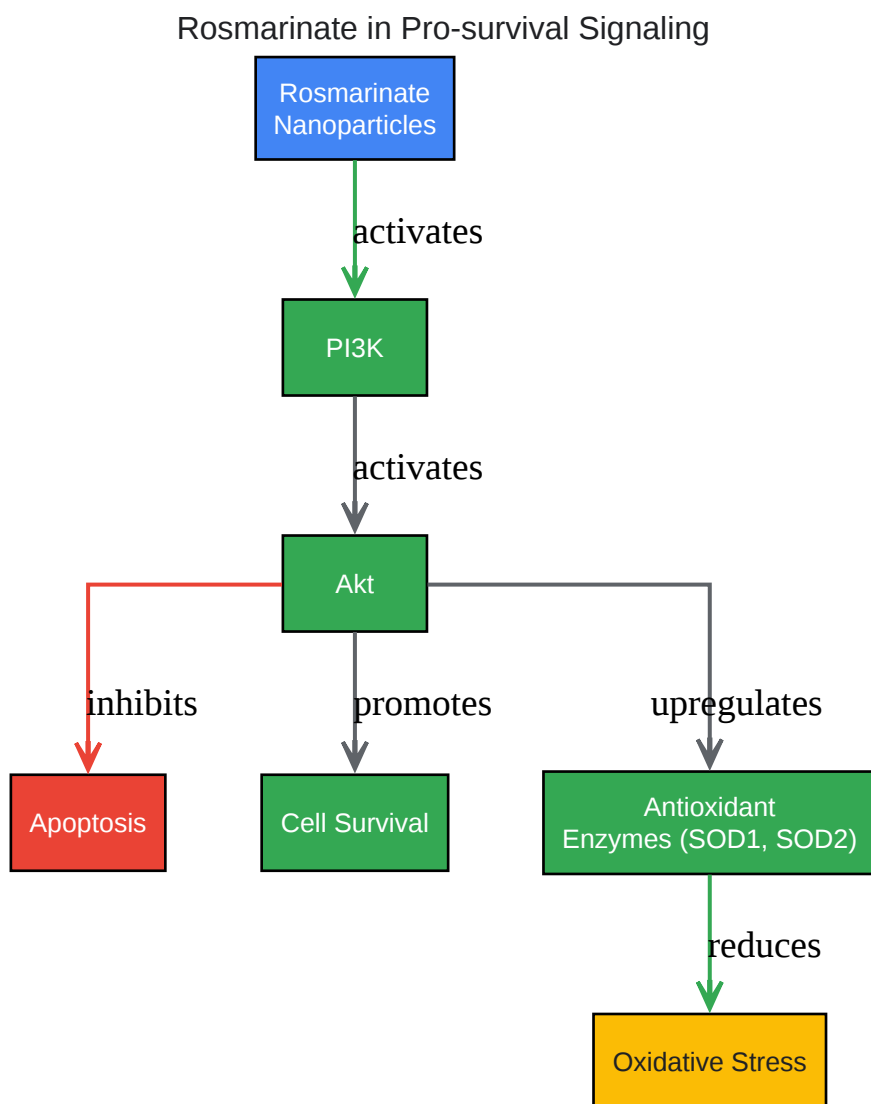 Rosmarinate in Pro-survival Signaling
Rosmarinate
Nanoparticles
activates
PI3K
activates
Akt
inhibits
promotes
upregulates
Apoptosis
Cell Survival
Antioxidant
Enzymes (SOD1, SOD2)
reduces
Oxidative Stress